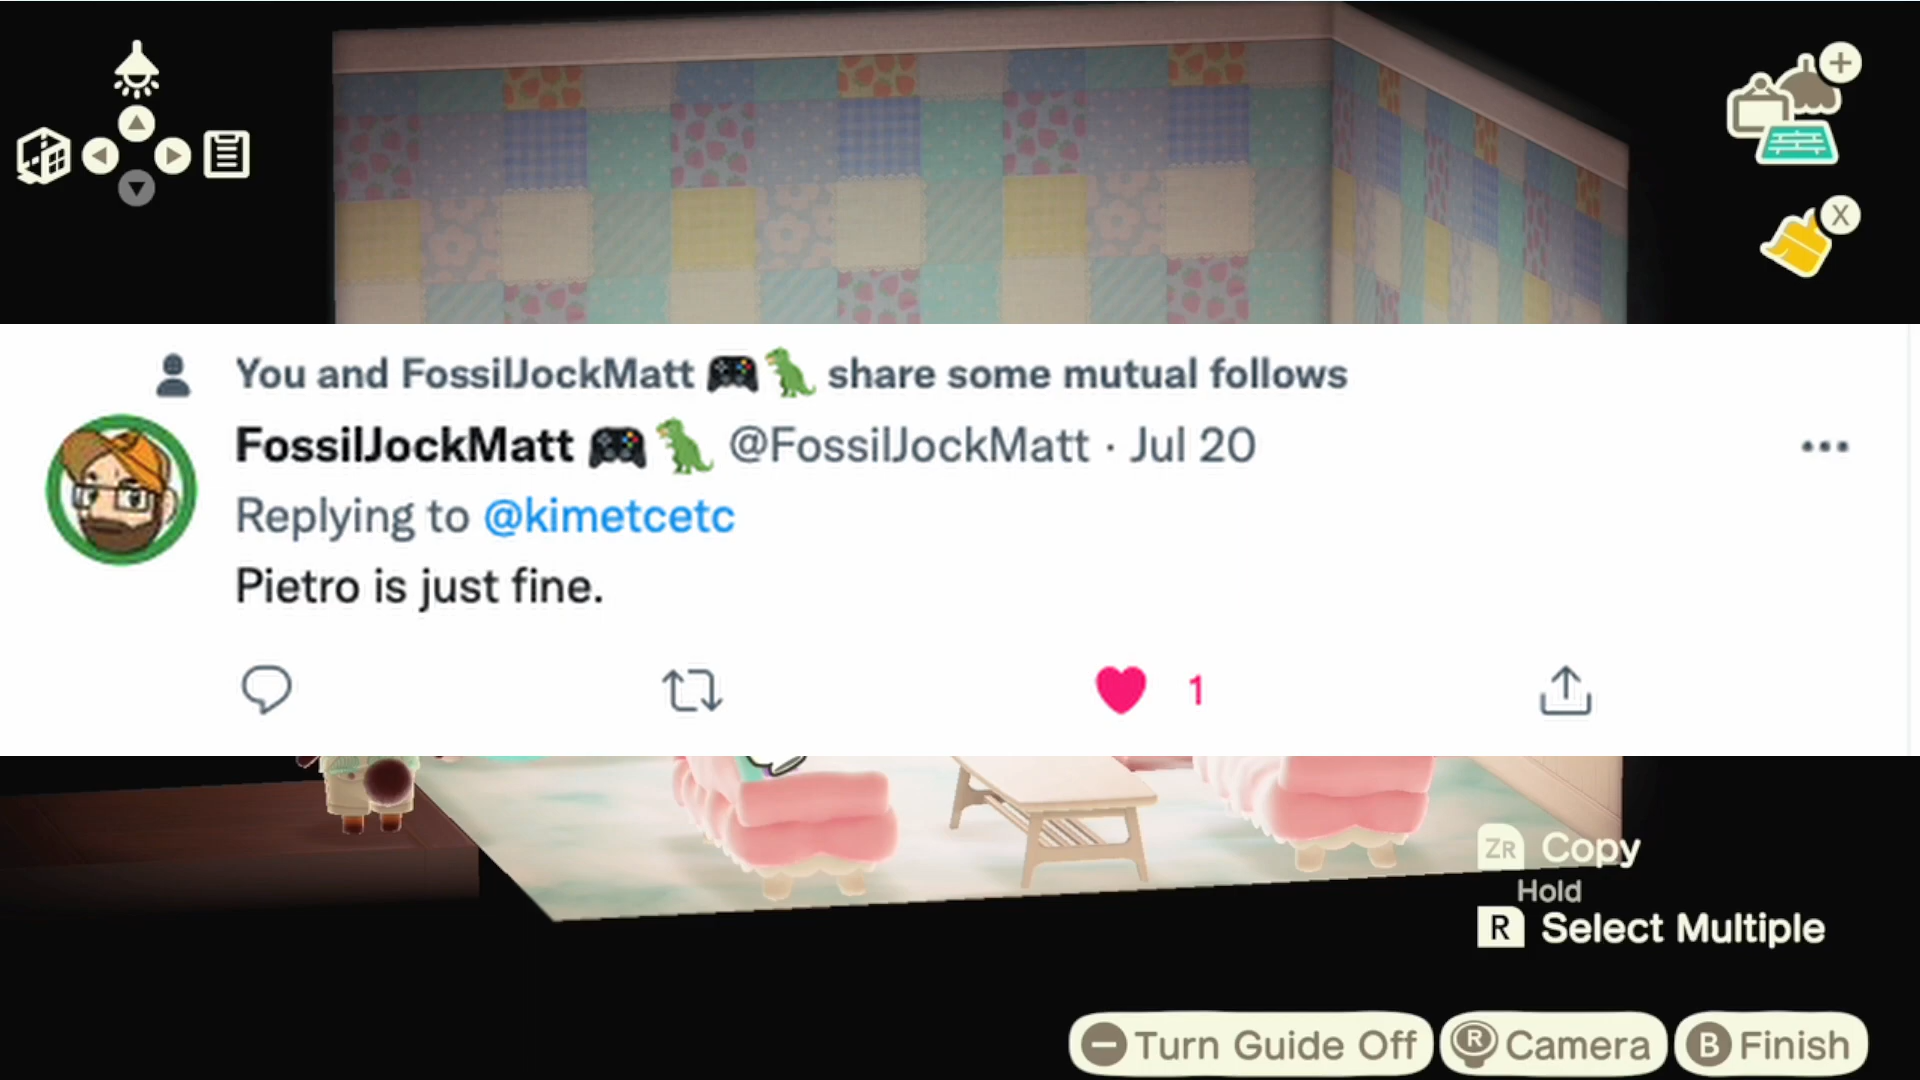 +
X
You and FossilJockMatt 🎮🦖 share some mutual follows
FossilJockMatt 🎮🦖 @FossilJockMatt · Jul 20
Replying to @kimetcetc
Pietro is just fine.
1
ZR Copy
Hold
R Select Multiple
Turn Guide Off R Camera B Finish